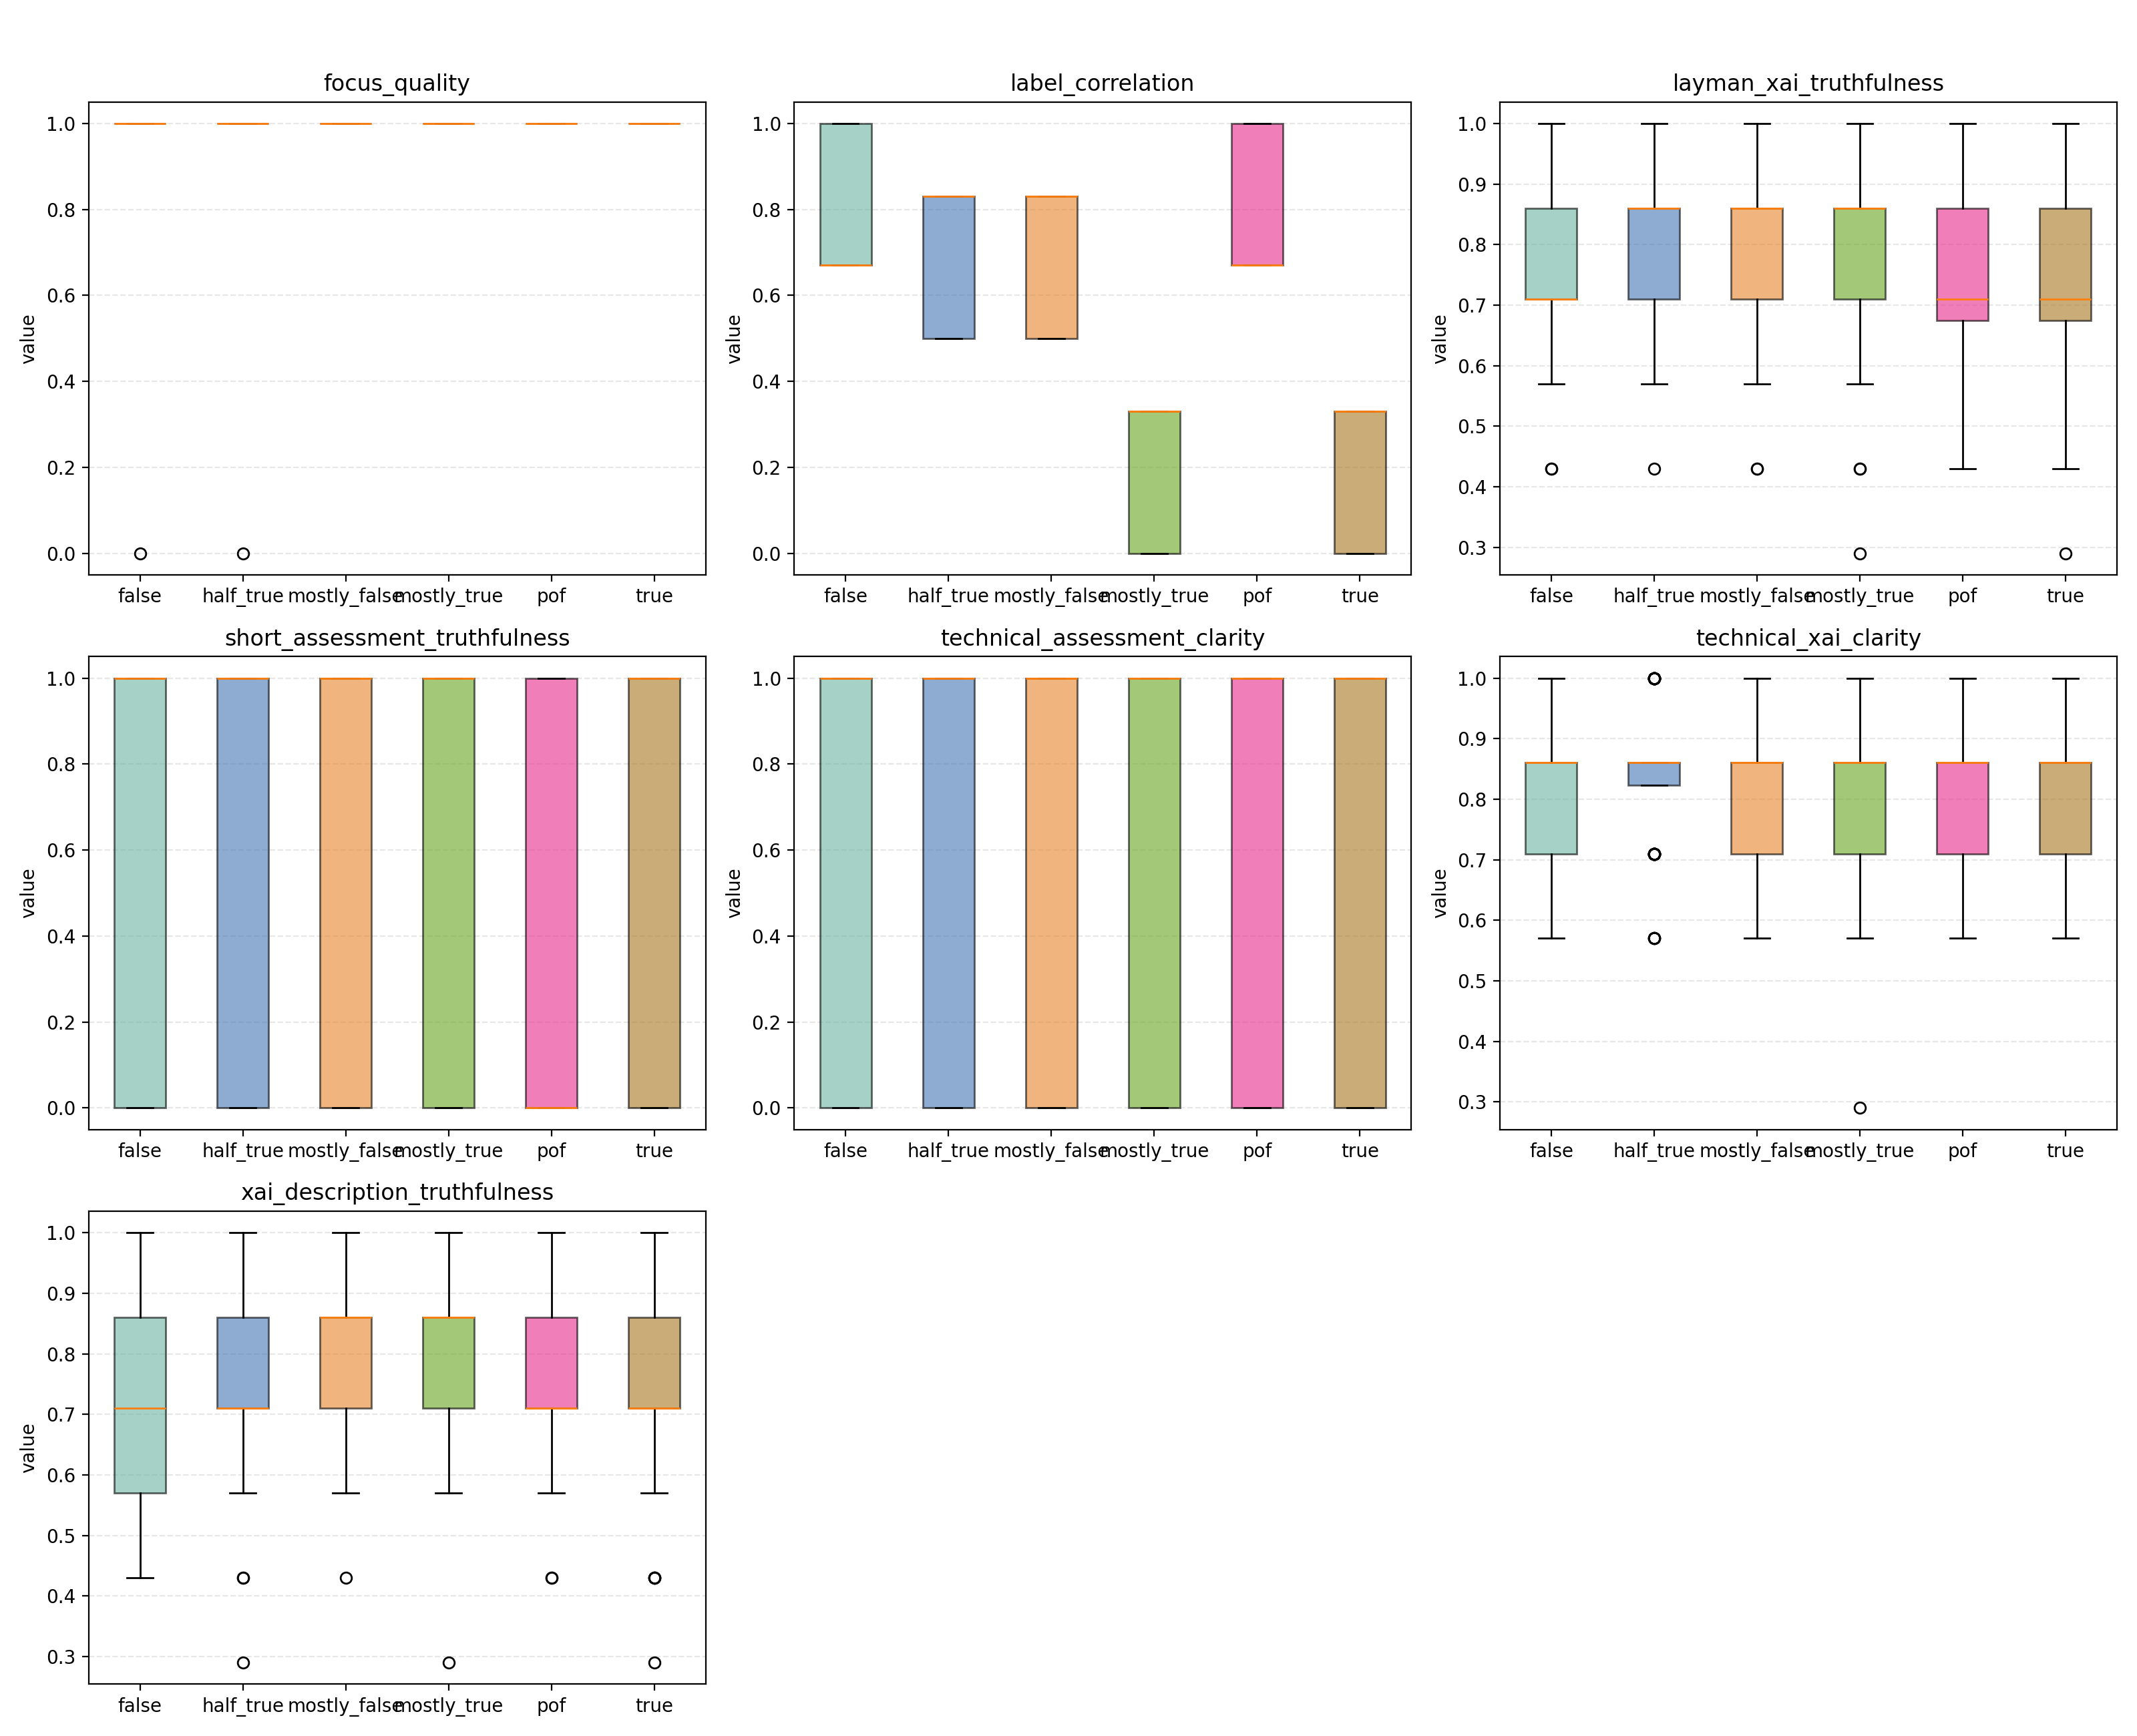 focus_quality
label_correlation
layman_xai_truthfulness
value
1.0
0.8
0.6
0.4
0.2
0.0
false half_true mostly_false mostly_true pof true
value
1.0
0.8
0.6
0.4
0.2
0.0
false half_true mostly_false mostly_true pof true
value
1.0
0.9
0.8
0.7
0.6
0.5
0.4
0.3
false half_true mostly_false mostly_true pof true
short_assessment_truthfulness
technical_assessment_clarity
technical_xai_clarity
value
1.0
0.8
0.6
0.4
0.2
0.0
false half_true mostly_false mostly_true pof true
value
1.0
0.8
0.6
0.4
0.2
0.0
false half_true mostly_false mostly_true pof true
value
1.0
0.9
0.8
0.7
0.6
0.5
0.4
0.3
false half_true mostly_false mostly_true pof true
xai_description_truthfulness
value
1.0
0.9
0.8
0.7
0.6
0.5
0.4
0.3
false half_true mostly_false mostly_true pof true